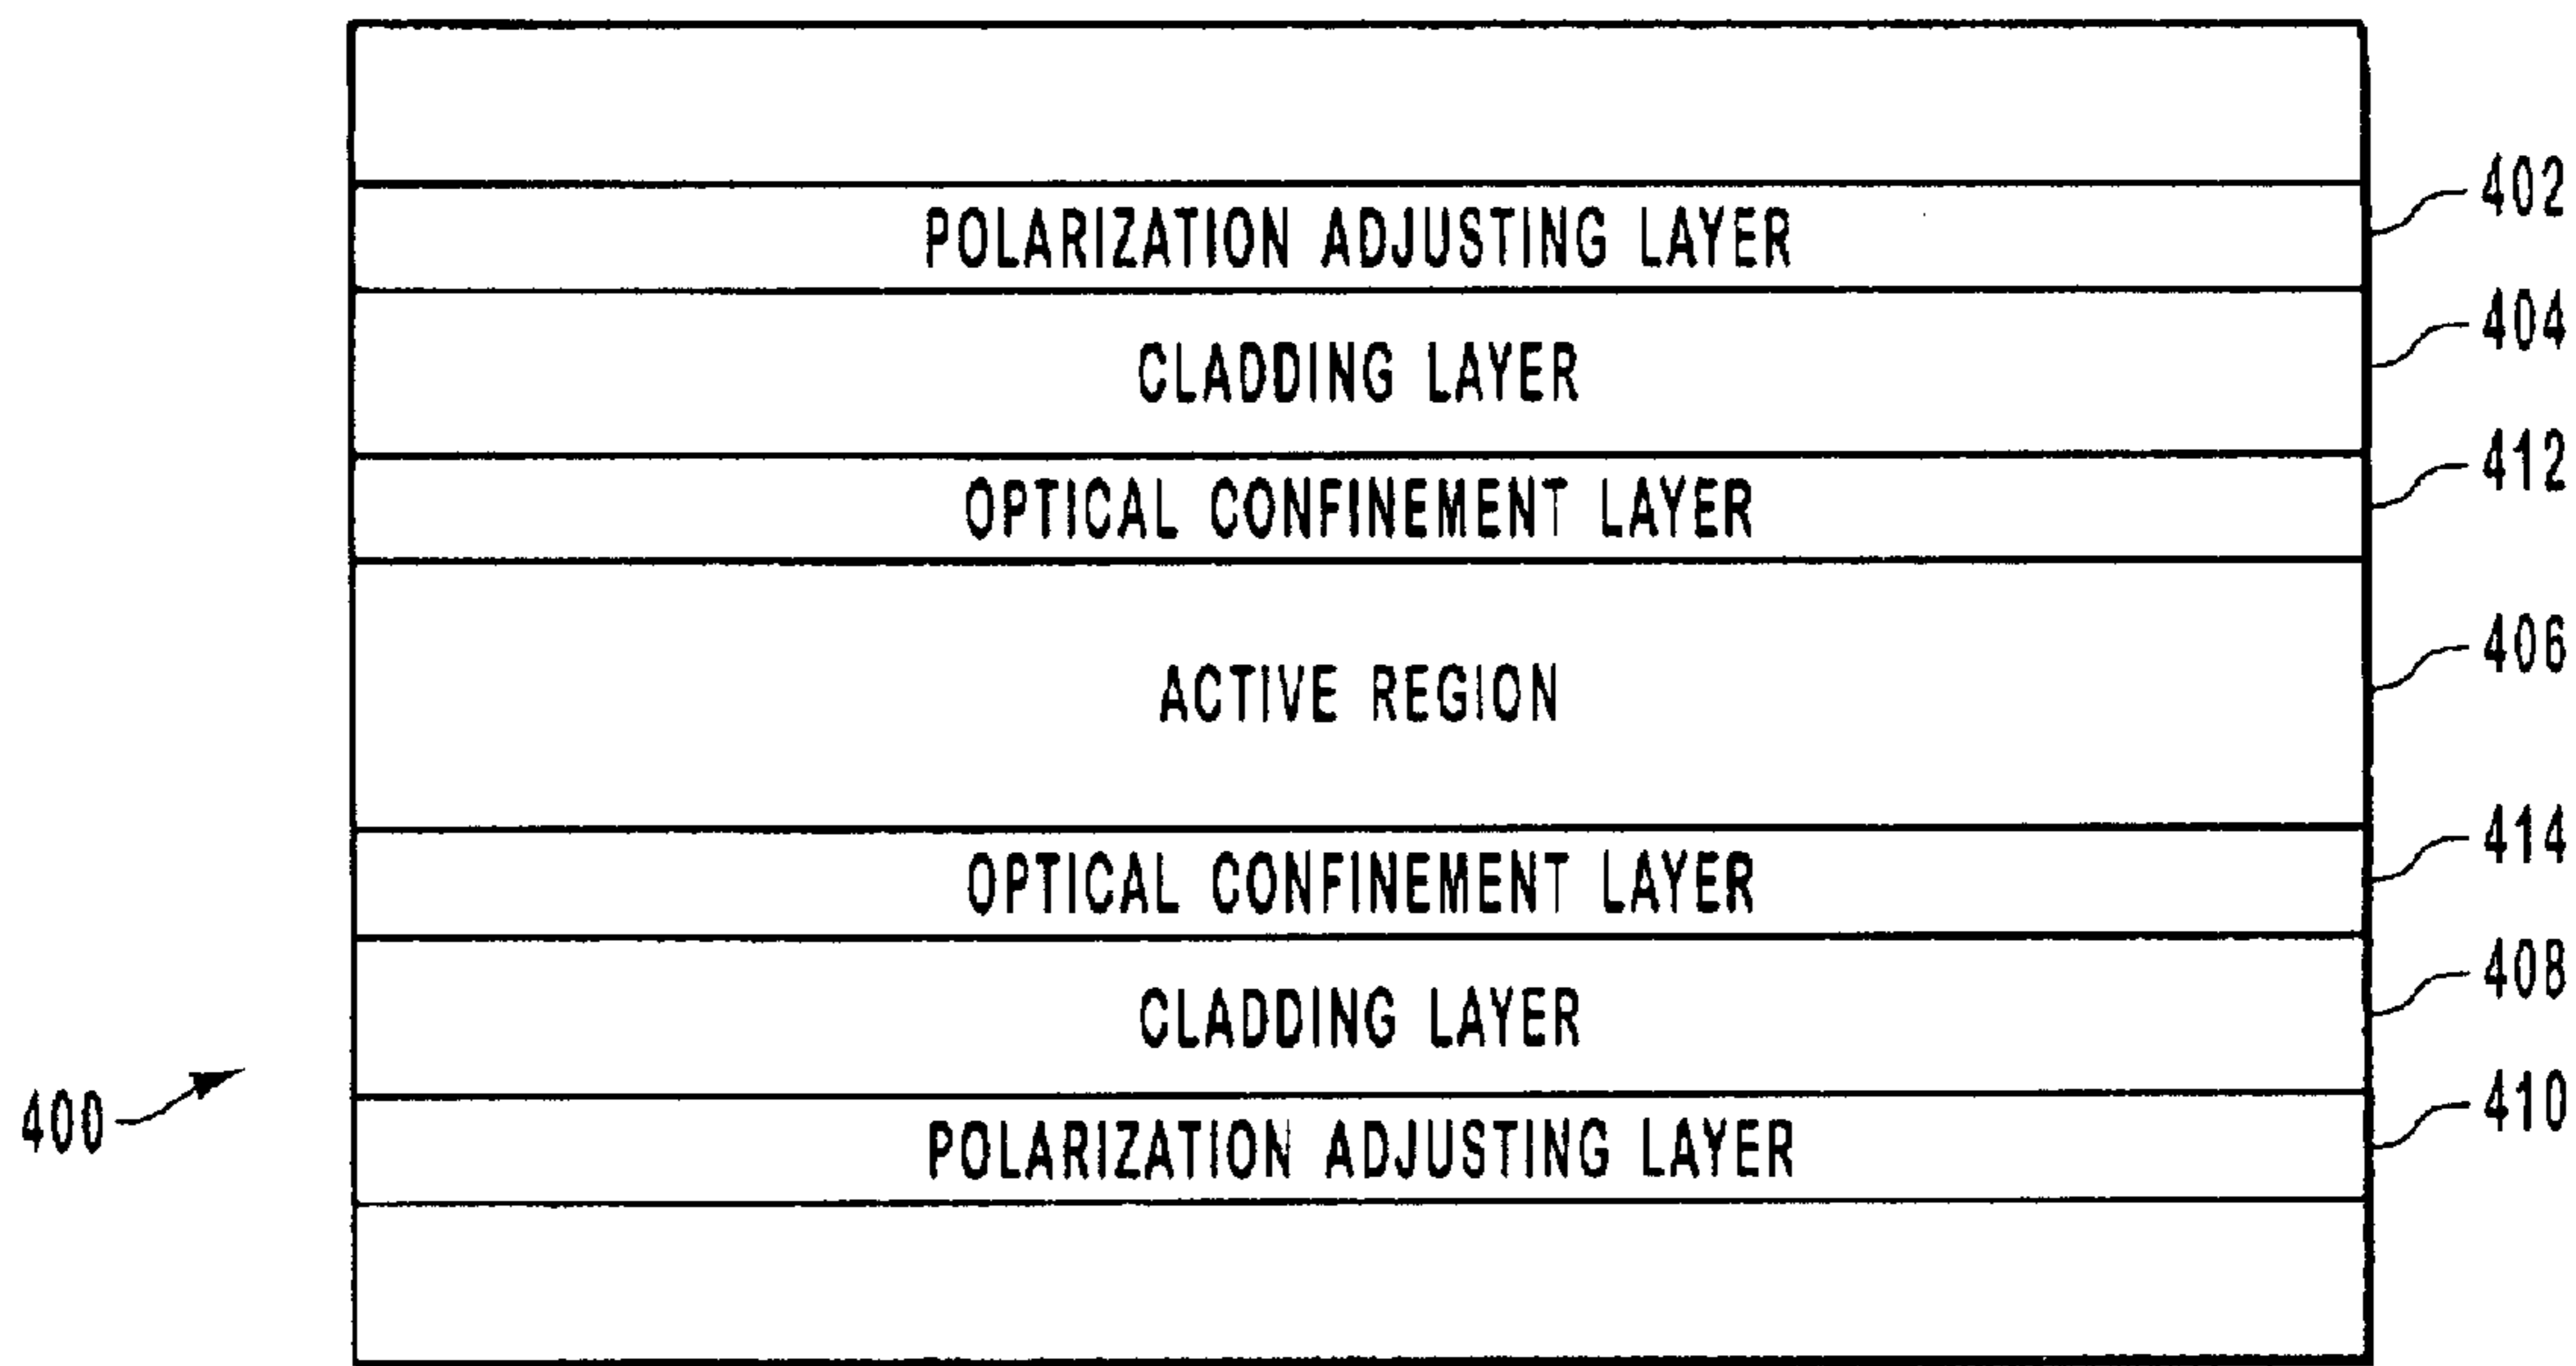 POLARIZATION ADJUSTING LAYER 402
CLADDING LAYER 404
OPTICAL CONFINEMENT LAYER 412
ACTIVE REGION 406
OPTICAL CONFINEMENT LAYER 414
CLADDING LAYER 408
400 POLARIZATION ADJUSTING LAYER 410